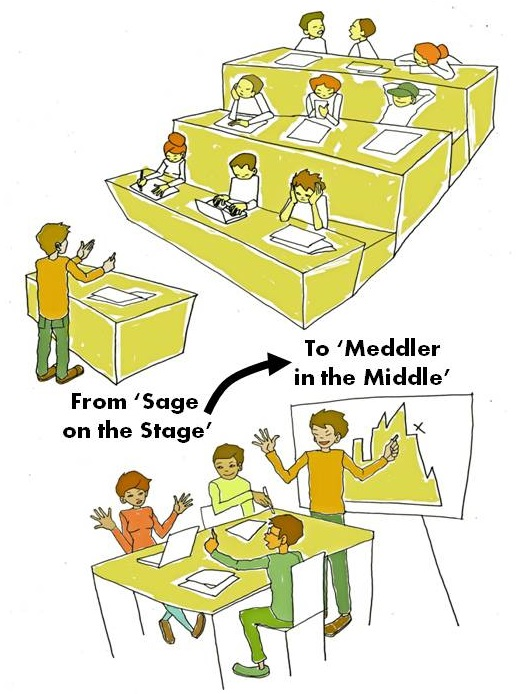 From ‘Sage
on the Stage’
To ‘Meddler
in the Middle’